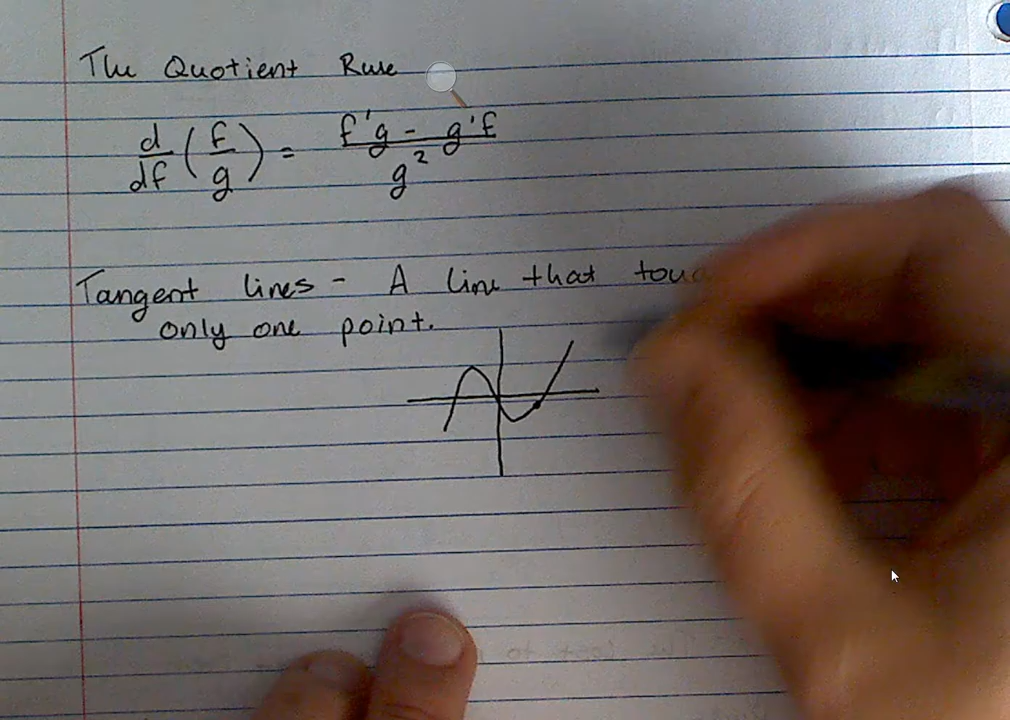 The Quotient Rule
d/df (f/g) = f'g - g'f / g²
Tangent lines - A line that
only one point.